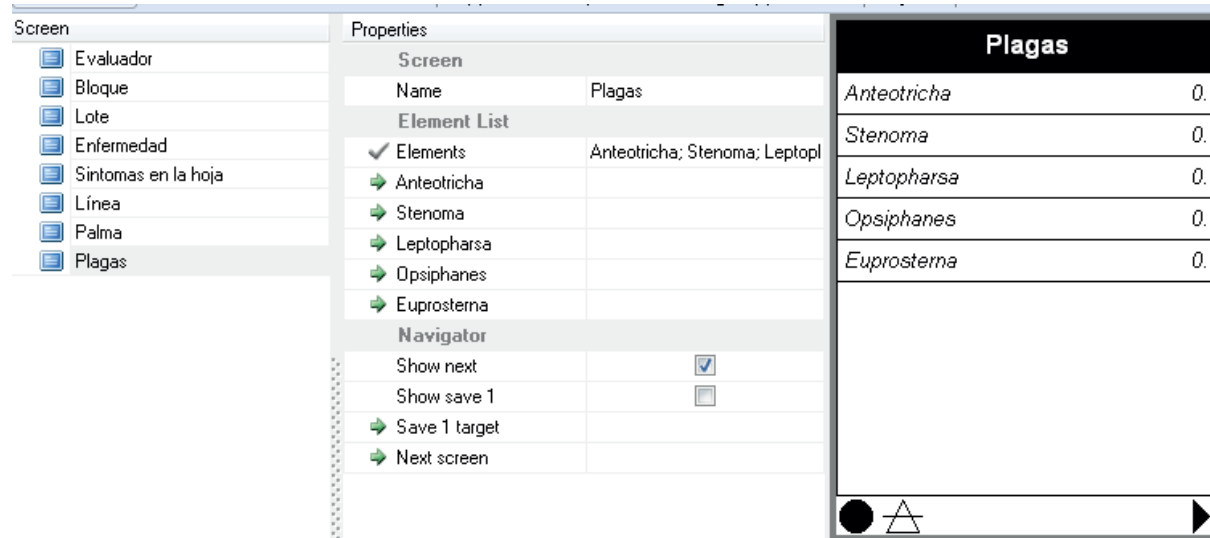 Screen
Evaluador
Bloque
Lote
Enfermedad
Sintomas en la hoja
Línea
Palma
Plagas
Properties
Screen
Name Plagas
Element List
Elements Anteotricha; Stenoma; Leptopl
Anteotricha
Stenoma
Leptopharsa
Opsiphanes
Euprosterna
Navigator
Show next
Show save 1
Save 1 target
Next screen
Plagas
Anteotricha 0.
Stenoma 0.
Leptopharsa 0.
Opsiphanes 0.
Euprosterna 0.